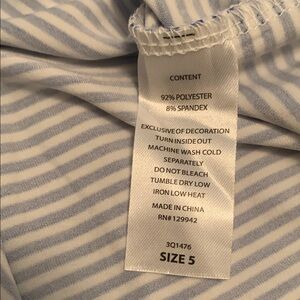 CONTENT
92% POLYESTER
8% SPANDEX
EXCLUSIVE OF DECORATION
TURN INSIDE OUT
MACHINE WASH COLD
SEPARATELY
DO NOT BLEACH
TUMBLE DRY LOW
IRON LOW HEAT
MADE IN CHINA
RN# 129942
3Q1476
SIZE 5